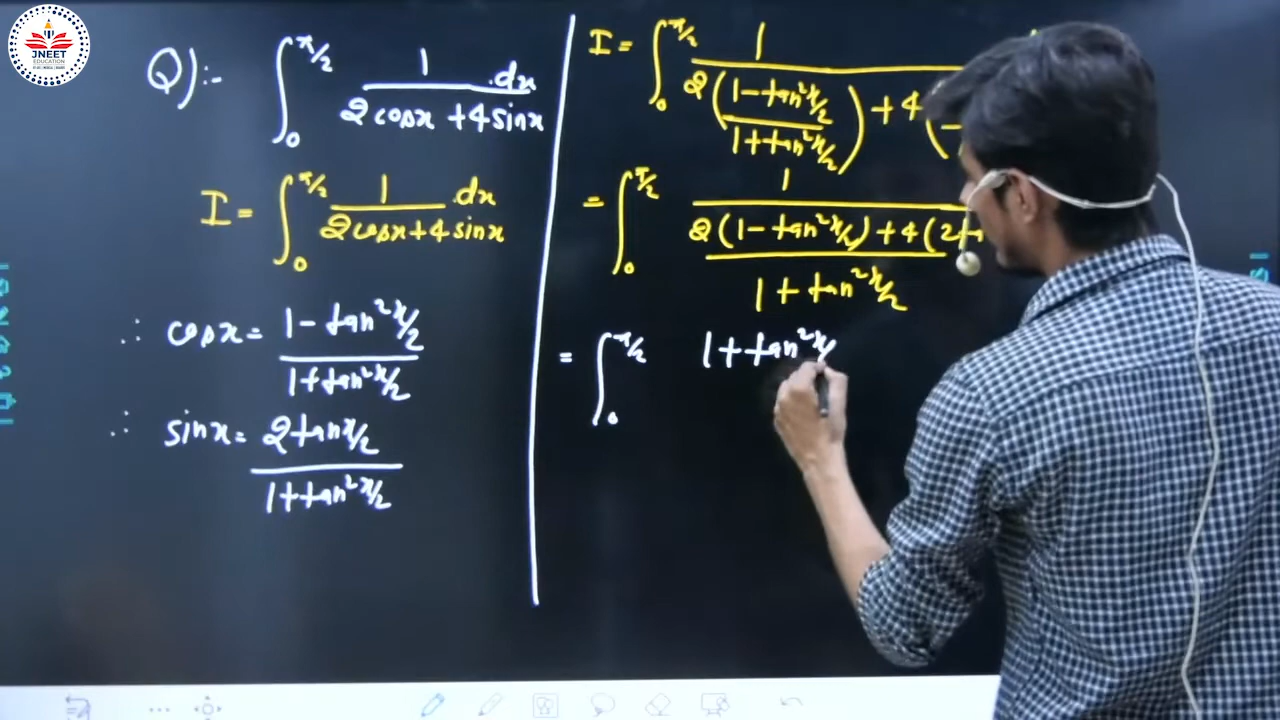 JNEET
EDUCATION
Q):- ∫₀^π/2 1/(2cosx +4sinx) .dx
I = ∫₀^π/2 1/(2cosx+4sinx) .dx
∴ cosx = (1-tan²x/2)/(1+tan²x/2)
∴ sinx = (2tanx/2)/(1+tan²x/2)
I = ∫₀^π/2 1/(2((1-tan²x/2)/(1+tan²x/2)) + 4(
= ∫₀^π/2 1/((2(1-tan²x/2)+4(2tan)/(1+tan²x/2))
= ∫₀^π/2 1+tan²x/